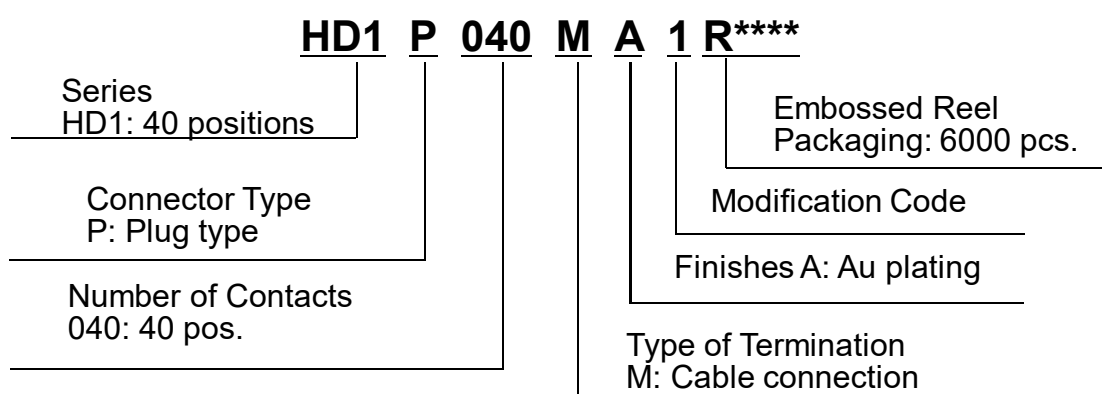 HD1 P 040 M A 1 R****
Series
HD1: 40 positions
Embossed Reel
Packaging: 6000 pcs.
Connector Type
P: Plug type
Modification Code
Finishes A: Au plating
Number of Contacts
040: 40 pos.
Type of Termination
M: Cable connection